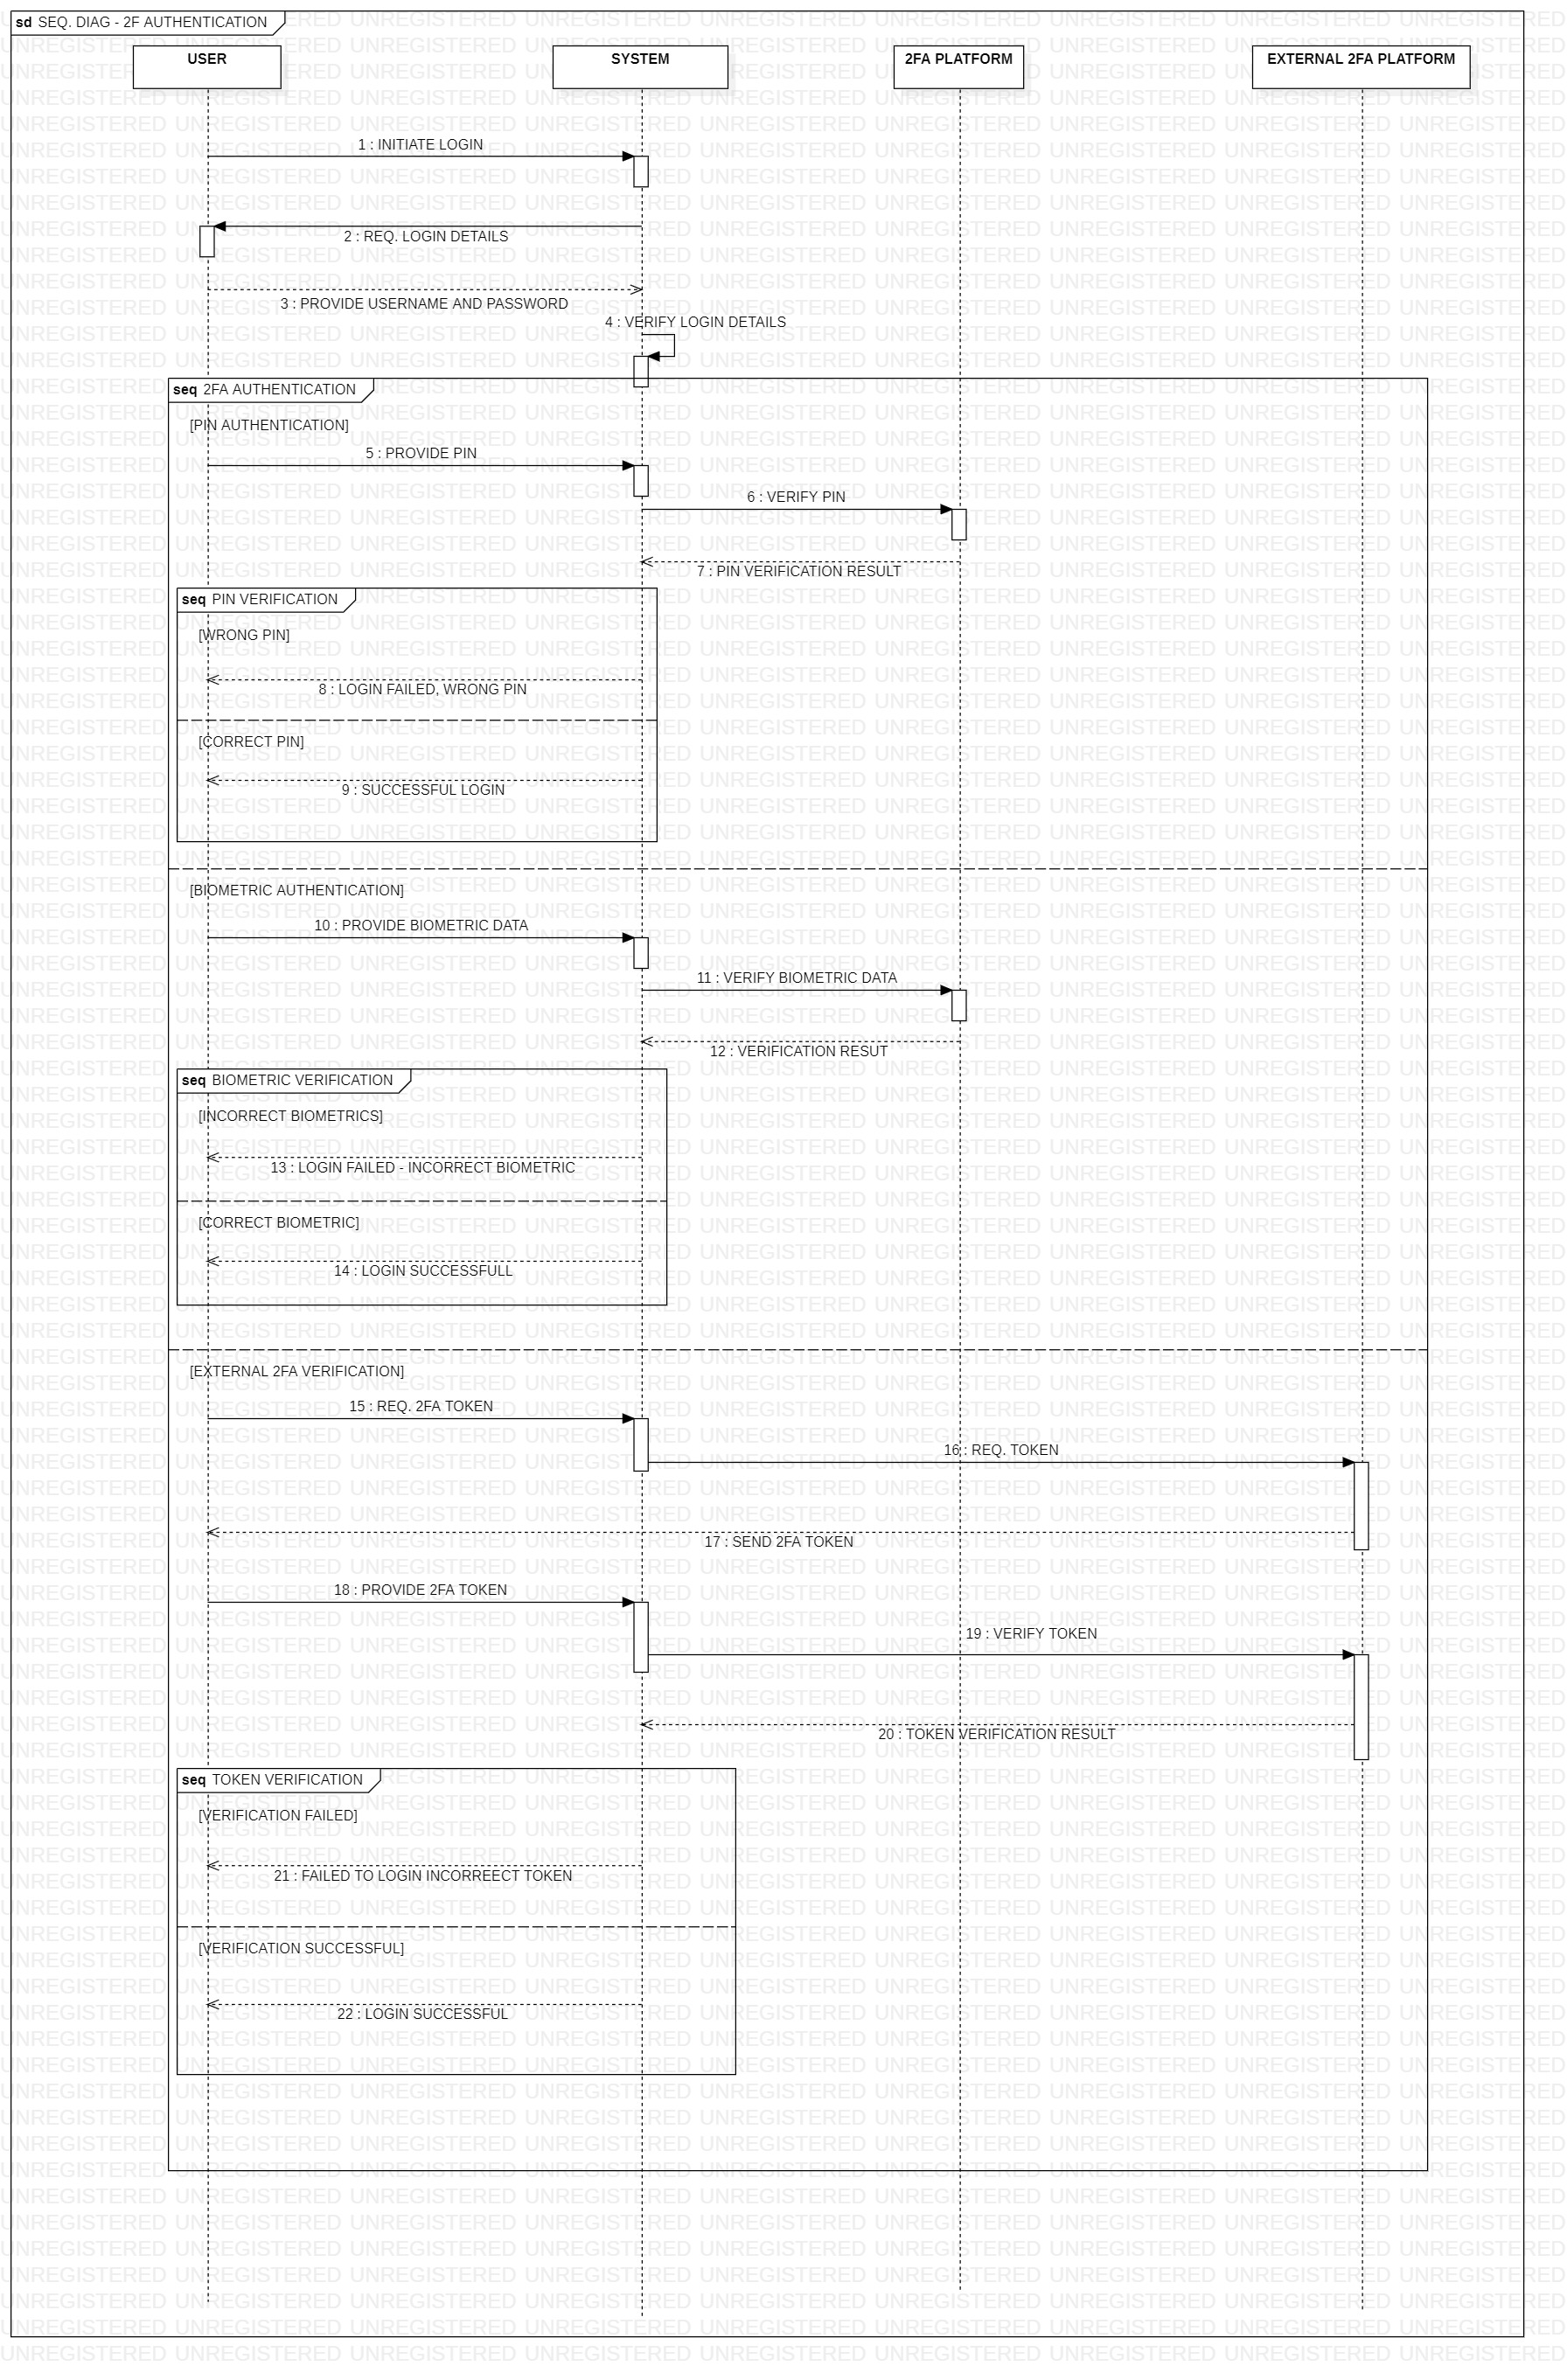 sd SEQ. DIAG - 2F AUTHENTICATION
USER
SYSTEM
2FA PLATFORM
EXTERNAL 2FA PLATFORM
1 : INITIATE LOGIN
2 : REQ. LOGIN DETAILS
3 : PROVIDE USERNAME AND PASSWORD
4 : VERIFY LOGIN DETAILS
seq 2FA AUTHENTICATION
[PIN AUTHENTICATION]
5 : PROVIDE PIN
6 : VERIFY PIN
7 : PIN VERIFICATION RESULT
seq PIN VERIFICATION
[WRONG PIN]
8 : LOGIN FAILED, WRONG PIN
[CORRECT PIN]
9 : SUCCESSFUL LOGIN
[BIOMETRIC AUTHENTICATION]
10 : PROVIDE BIOMETRIC DATA
11 : VERIFY BIOMETRIC DATA
12 : VERIFICATION RESUT
seq BIOMETRIC VERIFICATION
[INCORRECT BIOMETRICS]
13 : LOGIN FAILED - INCORRECT BIOMETRIC
[CORRECT BIOMETRIC]
14 : LOGIN SUCCESSFULL
[EXTERNAL 2FA VERIFICATION]
15 : REQ. 2FA TOKEN
16 : REQ. TOKEN
17 : SEND 2FA TOKEN
18 : PROVIDE 2FA TOKEN
19 : VERIFY TOKEN
20 : TOKEN VERIFICATION RESULT
seq TOKEN VERIFICATION
[VERIFICATION FAILED]
21 : FAILED TO LOGIN INCORREECT TOKEN
[VERIFICATION SUCCESSFUL]
22 : LOGIN SUCCESSFUL
UNREGISTERED